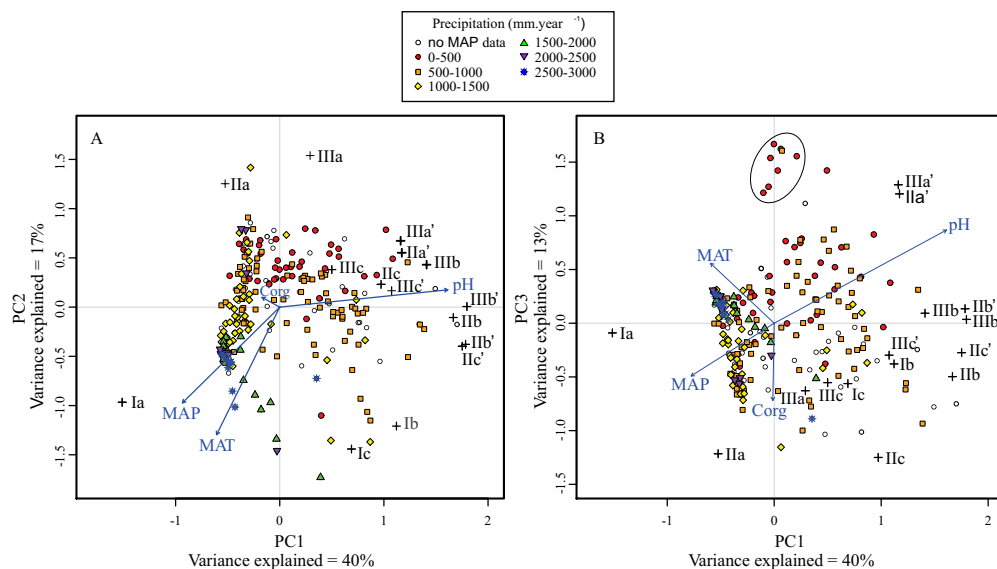 Precipitation (mm.year -1)
no MAP data
0-500
500-1000
1000-1500
1500-2000
2000-2500
2500-3000
A
IIIa
IIa
IIIa'
IIa'
IIIb
IIIc
IIc
IIIc'
pH
Corg
IIIb'
IIb
IIb'
IIc'
Ia
MAP
MAT
Ib
Ic
PC2
Variance explained = 17%
1.5
1.0
0.5
0.0
-0.5
-1.0
-1.5
-1 0 1 2
PC1
Variance explained = 40%
B
IIIa'
IIa'
pH
MAT
IIb'
IIIb
IIIb'
Ia
IIIc'
IIc'
Ib
IIb
MAP
IIIa
IIIc
Ic
Corg
IIa
IIc
PC3
Variance explained = 13%
1.5
1.0
0.5
0.0
-0.5
-1.0
-1.5
-1 0 1 2
PC1
Variance explained = 40%